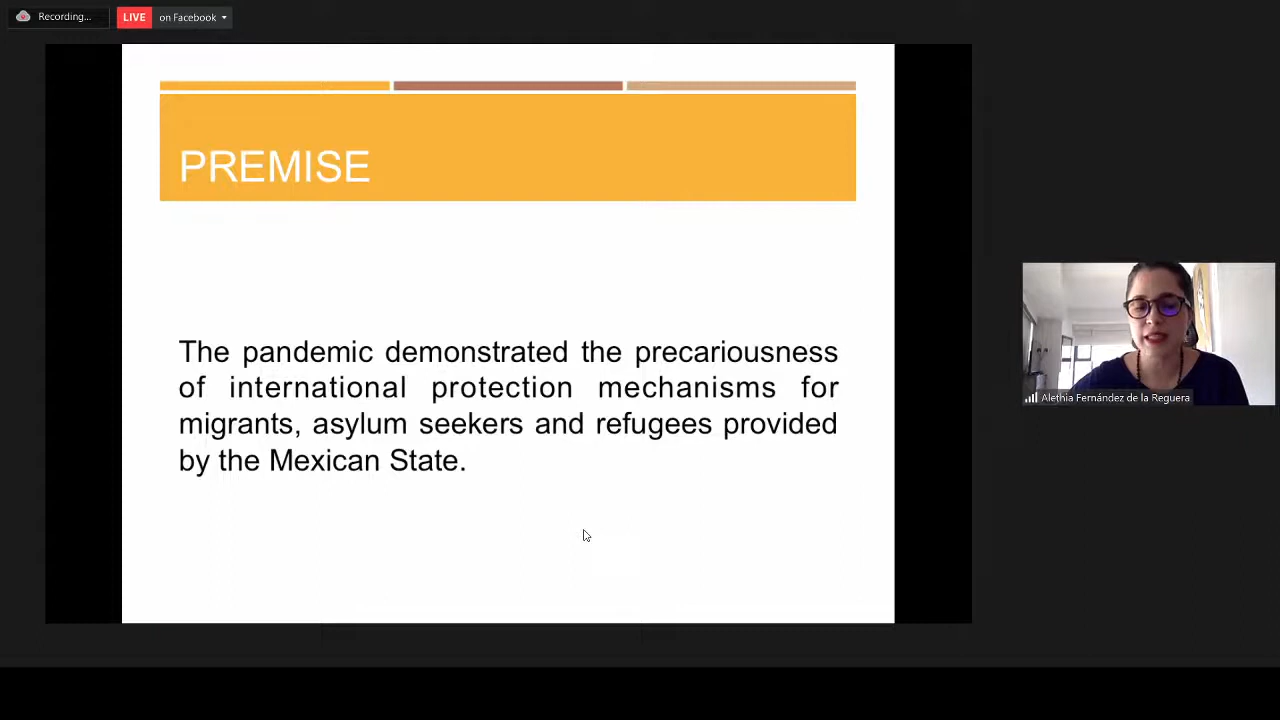 Recording...
LIVE on Facebook
PREMISE
The pandemic demonstrated the precariousness
of international protection mechanisms for
migrants, asylum seekers and refugees provided
by the Mexican State.
Alethia Fernández de la Reguera